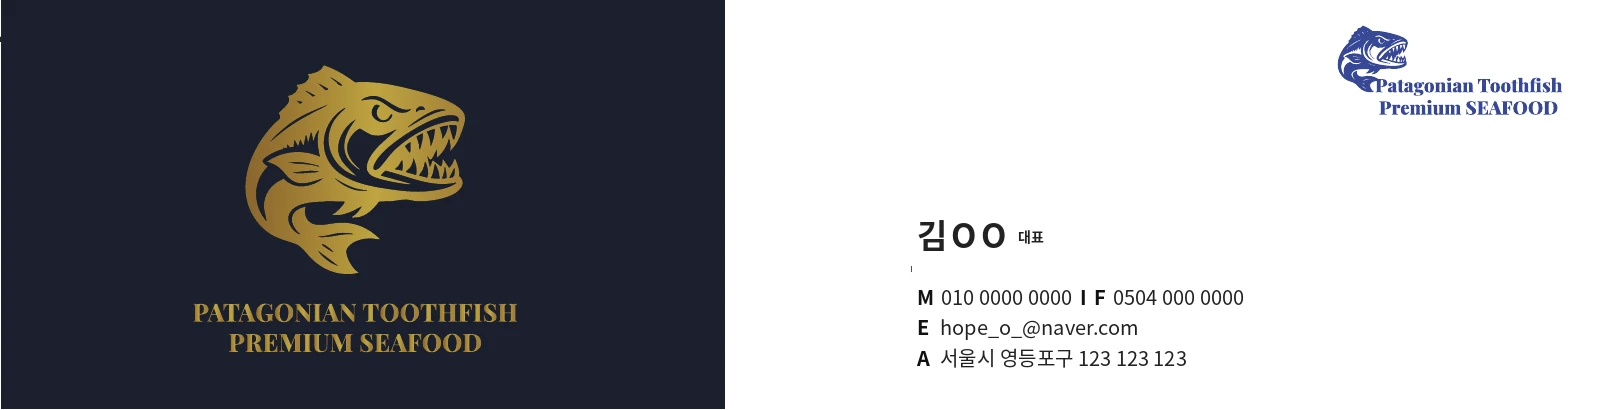 PATAGONIAN TOOTHFISH
PREMIUM SEAFOOD
Patagonian Toothfish
Premium SEAFOOD
김OO 대표
M 010 0000 0000 I F 0504 000 0000
E hope_o_@naver.com
A 서울시 영등포구 123 123 123